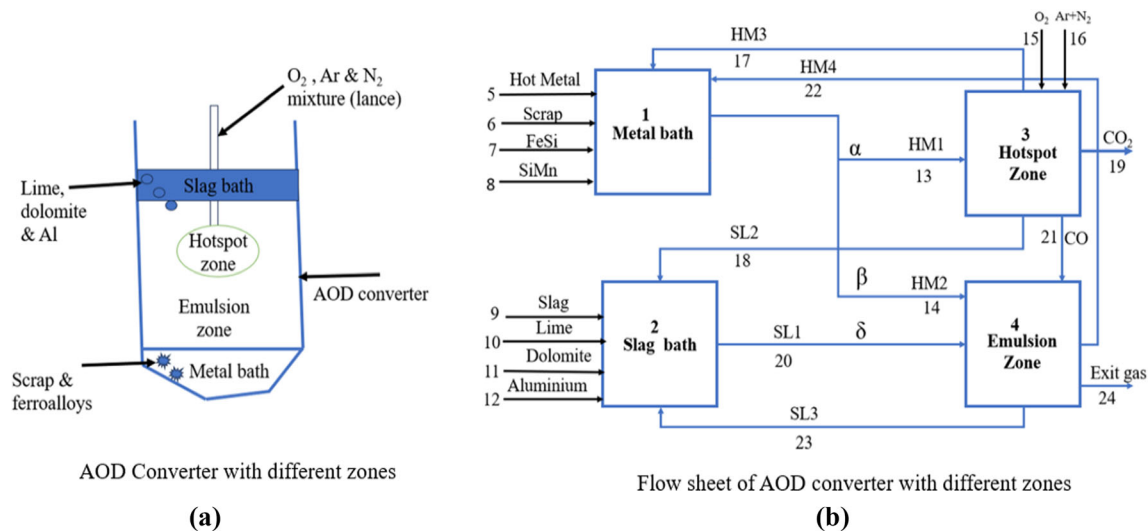 O₂ , Ar & N₂
mixture (lance)
Lime,
dolomite
& Al
Slag bath
Hotspot
zone
AOD converter
Emulsion
zone
Scrap &
ferroalloys
Metal bath
AOD Converter with different zones
(a)
HM3
17
O₂
15
Ar+N₂
16
HM4
22
Hot Metal
5
Scrap
6
FeSi
7
SiMn
8
1
Metal bath
α
HM1
13
3
Hotspot
Zone
CO₂
19
SL2
18
21
CO
β
HM2
14
Slag
9
Lime
10
Dolomite
11
Aluminium
12
2
Slag bath
SL1
20
δ
4
Emulsion
Zone
Exit gas
24
SL3
23
Flow sheet of AOD converter with different zones
(b)